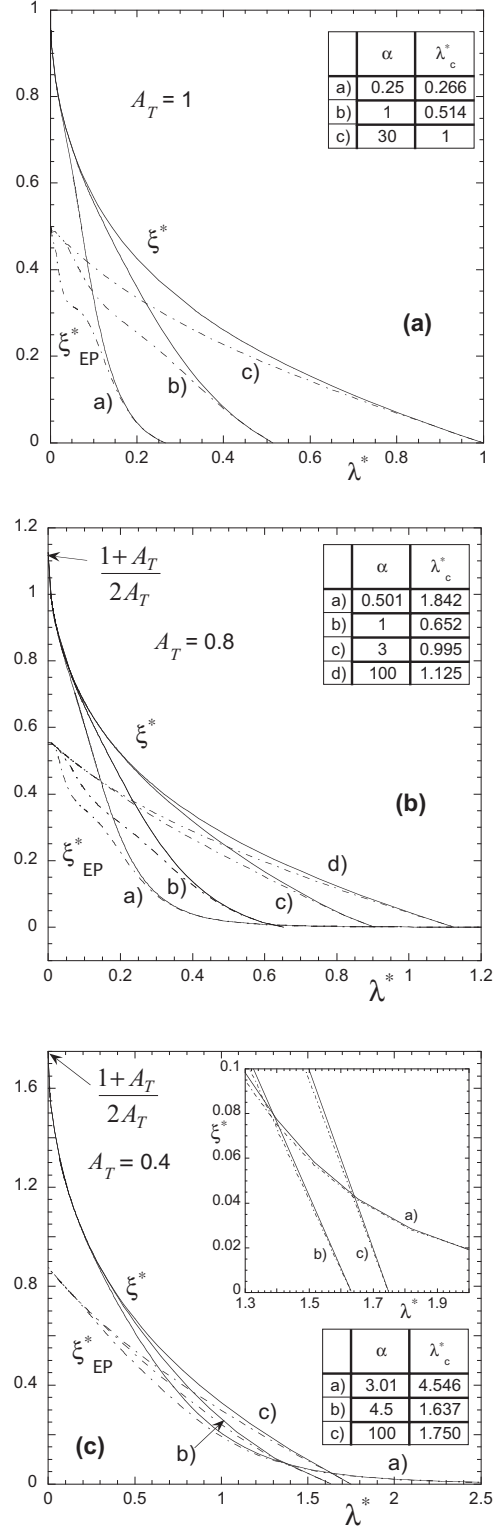 1
0.8
0.6
0.4
0.2
0
0 0.2 0.4 0.6 0.8 1
λ*
A_T = 1
α λ*_c
a) 0.25 0.266
b) 1 0.514
c) 30 1
ξ*
ξ*_EP
a)
b)
c)
(a)
1.2
1
0.8
0.6
0.4
0.2
0
0 0.2 0.4 0.6 0.8 1 1.2
λ*
1+A_T
2A_T
A_T = 0.8
α λ*_c
a) 0.501 1.842
b) 1 0.652
c) 3 0.995
d) 100 1.125
ξ*
ξ*_EP
a)
b)
c)
d)
(b)
1.6
1.2
0.8
0.4
0
0 0.5 1 1.5 2 2.5
λ*
1+A_T
2A_T
A_T = 0.4
ξ*
ξ*_EP
(c)
b)
c)
a)
0.1
0.08
ξ*
0.06
0.04
0.02
1.3 1.5 1.7 1.9
λ*
a)
b)
c)
α λ*_c
a) 3.01 4.546
b) 4.5 1.637
c) 100 1.750